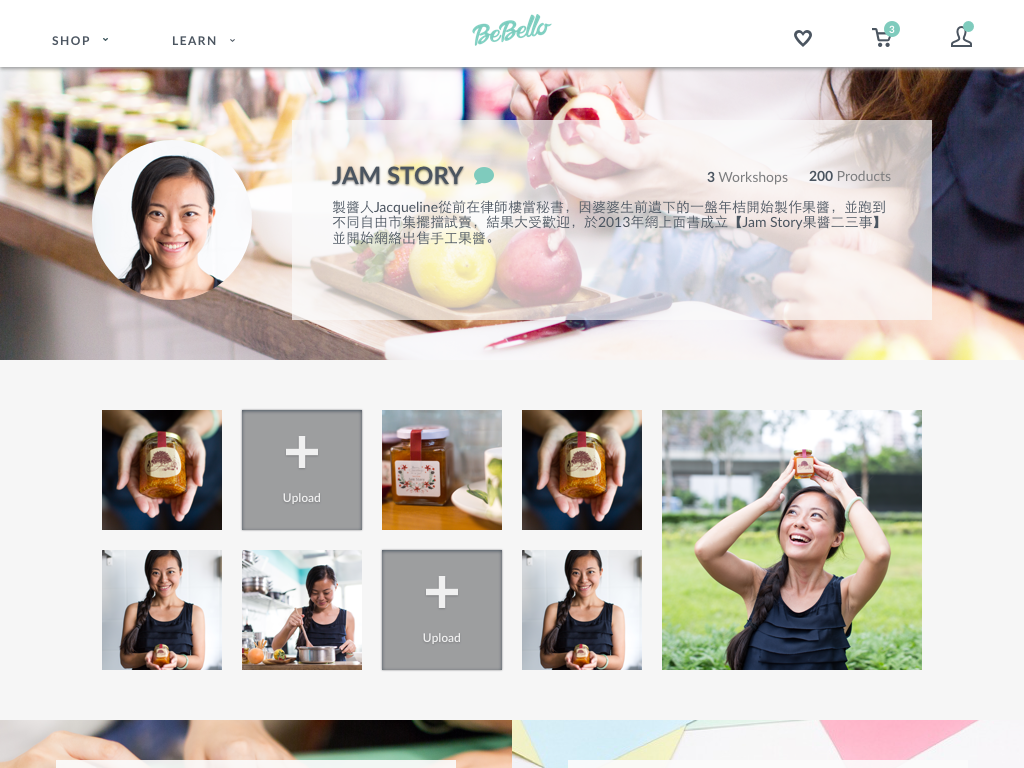 SHOP
LEARN
BeBello
3
JAM STORY
3 Workshops
200 Products
製醬人Jacqueline從前在律師樓當秘書，因婆婆生前遺下的一盤年桔開始製作果醬，並跑到
不同自由市集擺擋試賣，結果大受歡迎，於2013年網上面書成立【Jam Story果醬二三事】
並開始網絡出售手工果醬。
Upload
Upload